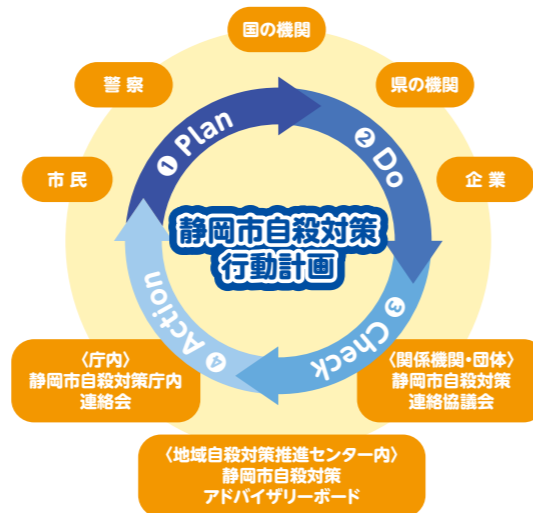 国の機関
警察
県の機関
市民
企業
❶ Plan
❷ Do
❸ Check
❹ Action
静岡市自殺対策
行動計画
〈庁内〉
静岡市自殺対策庁内
連絡会
〈関係機関・団体〉
静岡市自殺対策
連絡協議会
〈地域自殺対策推進センター内〉
静岡市自殺対策
アドバイザリーボード